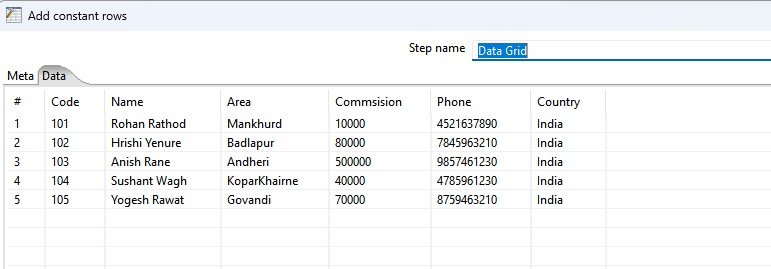 Add constant rows
Step name Data Grid
Meta Data
# Code Name Area Commsision Phone Country
1 101 Rohan Rathod Mankhurd 10000 4521637890 India
2 102 Hrishi Yenure Badlapur 80000 7845963210 India
3 103 Anish Rane Andheri 500000 9857461230 India
4 104 Sushant Wagh KoparKhairne 40000 4785961230 India
5 105 Yogesh Rawat Govandi 70000 8759463210 India